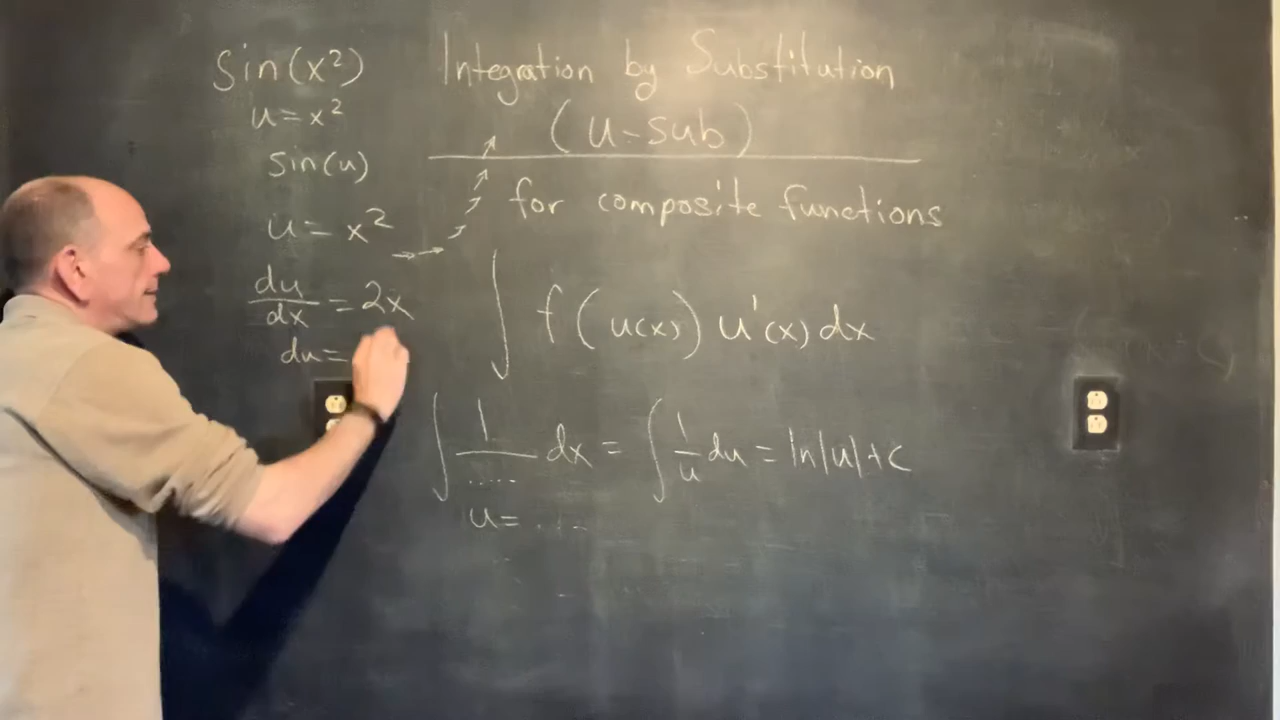 sin(x²)
u=x²
sin(u)
u=x²
du/dx = 2x
du=
Integration by Substitution
(u-sub)
for composite functions
∫ f(u(x)) u'(x) dx
∫ 1/..... dx = ∫ 1/u du = ln|u|+c
u= ....